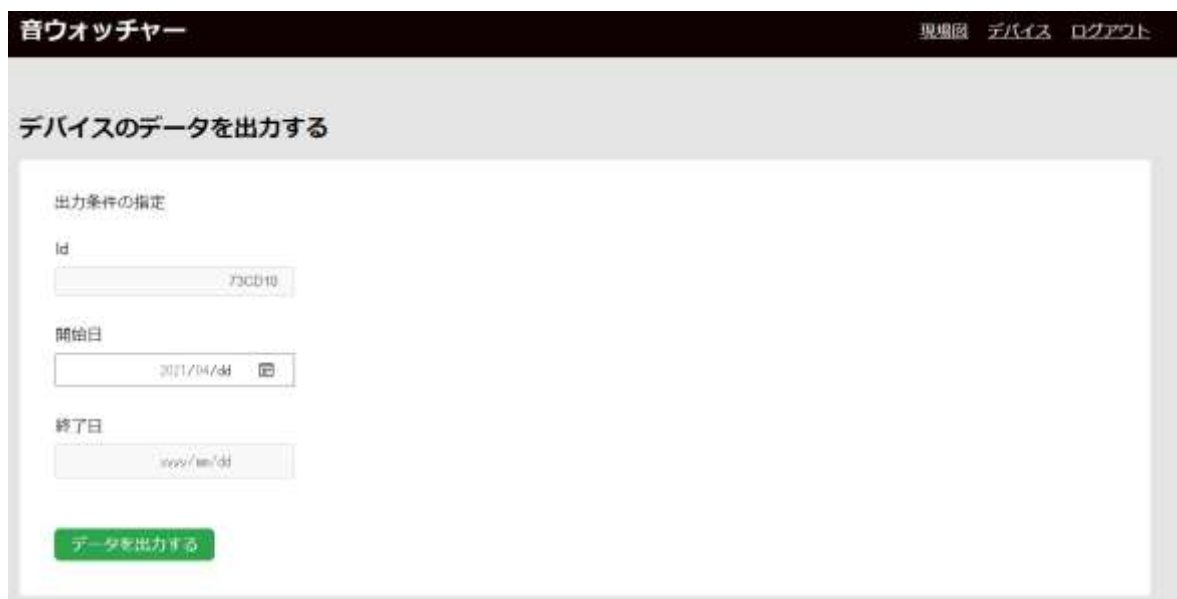 音ウォッチャー
現場図 デバイス ログアウト
デバイスのデータを出力する
出力条件の指定
Id
73CD10
開始日
2021/04/dd
終了日
yyyy/mm/dd
データを出力する